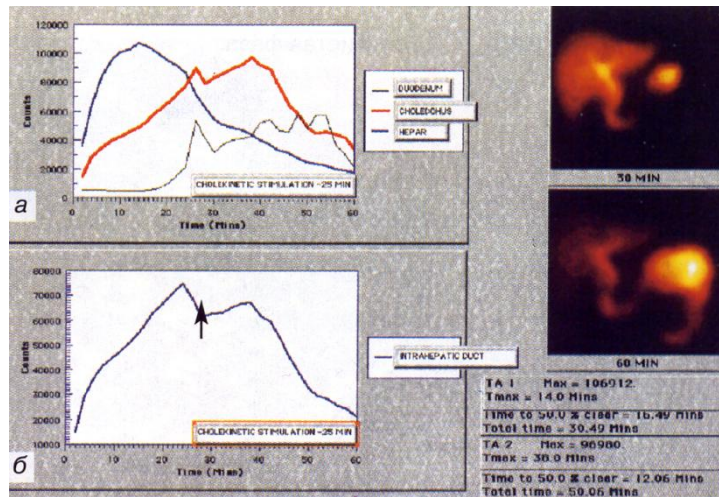 120000
100000
80000
60000
40000
20000
0
Counts
0 10 20 30 40 50 60
Time (Mins)
CHOLEKINETIC STIMULATION -25 MIN
DUODENUM
CHOLEDOHUS
HEPAR
а
80000
70000
60000
50000
40000
30000
20000
10000
Counts
0 10 20 30 40 50 60
Time (Mins)
CHOLEKINETIC STIMULATION -25 MIN
INTRAHEPATIC DUCT
б
30 MIN
60 MIN
TA 1 Max = 106912.
Tmax = 14.0 Mins
Time to 50.0 % clear = 16.49 Mins
Total time = 30.49 Mins
TA 2 Max = 96980.
Tmax = 38.0 Mins
Time to 50.0 % clear = 12.06 Mins
Total time = 50.06 Mins